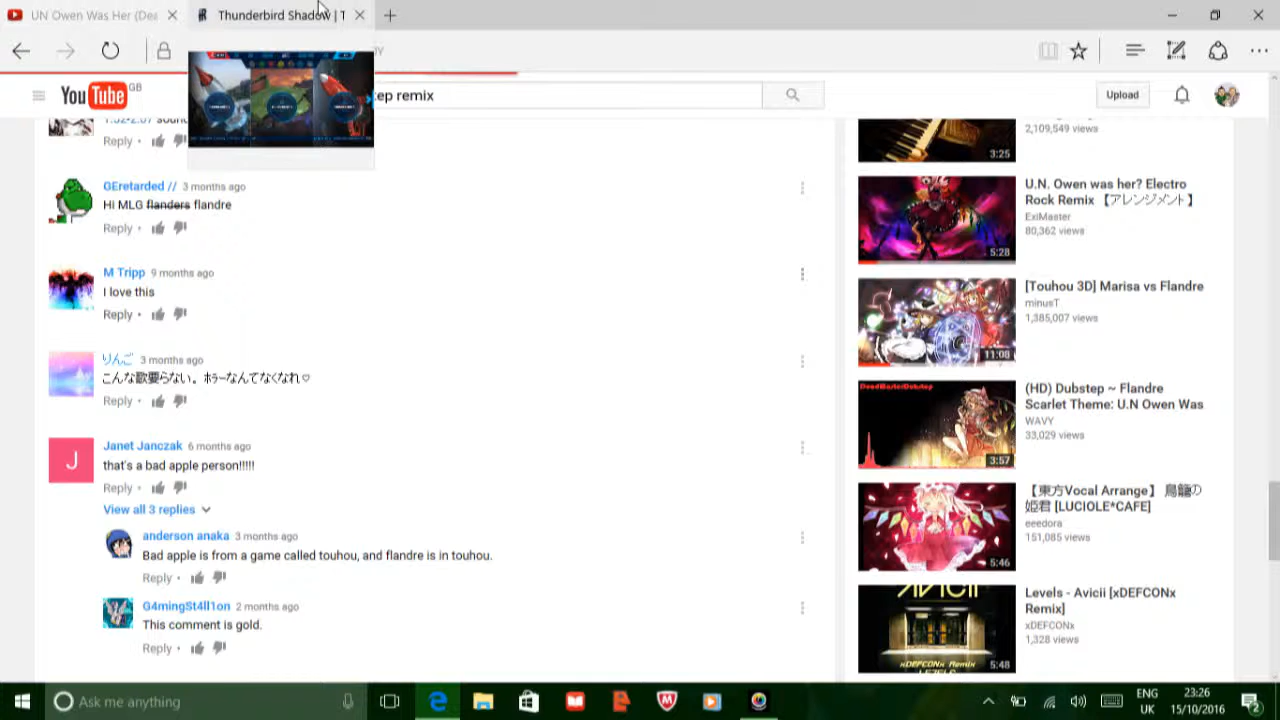 UN Owen Was Her (Dea
Thunderbird Shadow | T
YouTube GB
ep remix
Upload
Reply •
GEretarded // 3 months ago
Hi MLG flanders flandre
Reply •
M Tripp 9 months ago
I love this
Reply •
りんご 3 months ago
こんな歌要らない。ホラーなんてなくなれ♡
Reply •
Janet Janczak 6 months ago
that's a bad apple person!!!!!
Reply •
View all 3 replies
anderson anaka 3 months ago
Bad apple is from a game called touhou, and flandre is in touhou.
Reply •
G4mingSt4ll1on 2 months ago
This comment is gold.
Reply •
2,109,549 views
3:25
U.N. Owen was her? Electro
Rock Remix 【アレンジメント】
ExiMaster
80,362 views
5:28
[Touhou 3D] Marisa vs Flandre
minusT
1,385,007 views
11:08
(HD) Dubstep ~ Flandre
Scarlet Theme: U.N Owen Was
WAVY
33,029 views
DeadMasterDubstep
3:57
【東方Vocal Arrange】 鳥籠の
姫君 [LUCIOLE*CAFE]
eeedora
151,085 views
5:46
Levels - Avicii [xDEFCONx
Remix]
xDEFCONx
1,328 views
AVICII
xDEFCONx Remix
LEVELS
5:48
Ask me anything
ENG
UK
23:26
15/10/2016
2